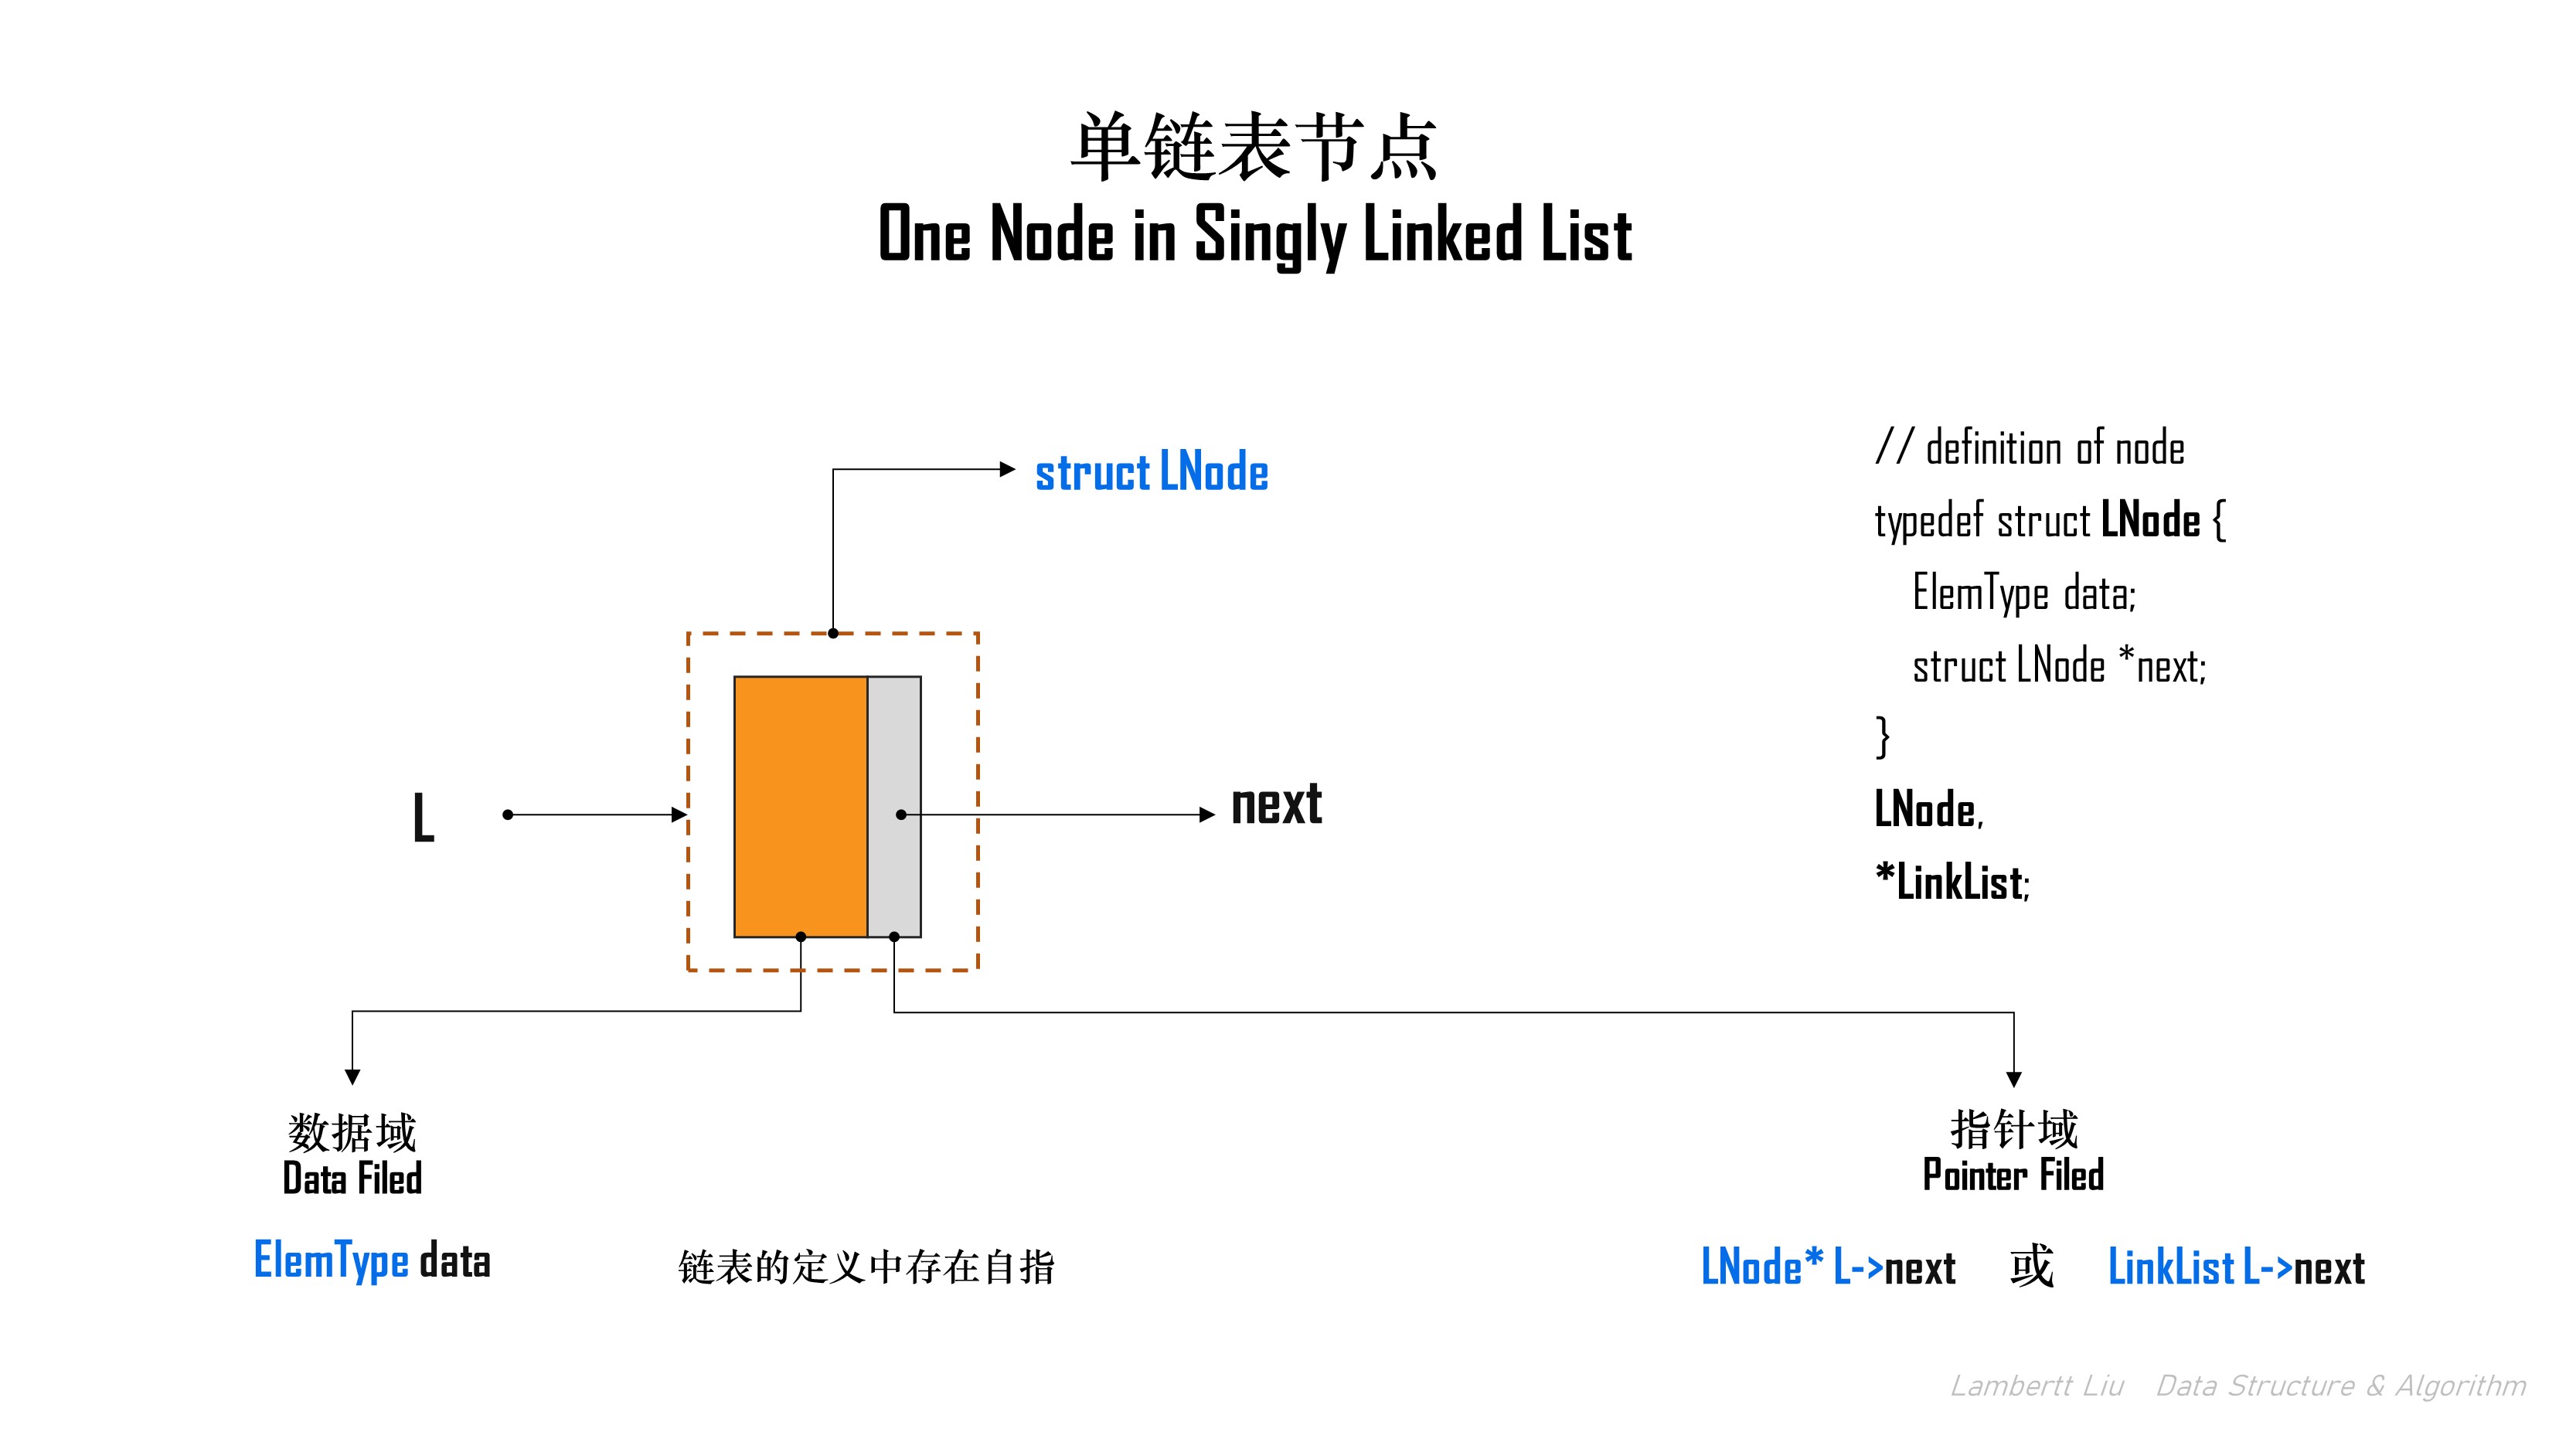 单链表节点
One Node in Singly Linked List
struct LNode
// definition of node
typedef struct LNode {
ElemType data;
struct LNode *next;
}
LNode,
*LinkList;
L
next
数据域
Data Filed
ElemType data
链表的定义中存在自指
指针域
Pointer Filed
LNode* L->next 或 LinkList L->next
Lambertt Liu Data Structure & Algorithm